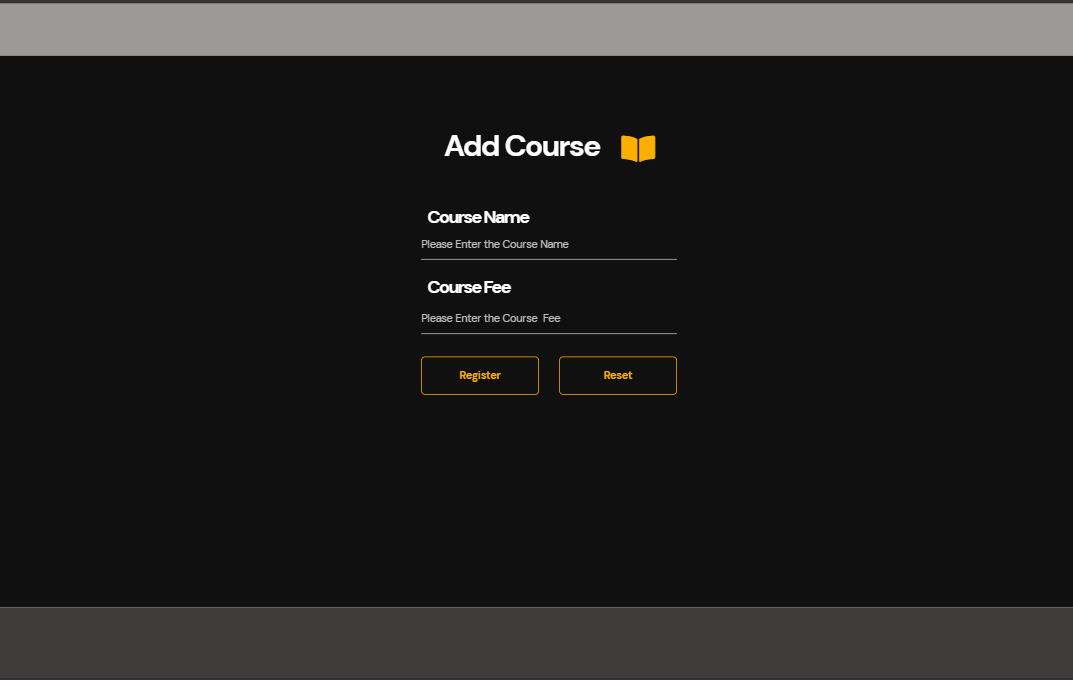 Add Course
Course Name
Please Enter the Course Name
Course Fee
Please Enter the Course  Fee
Register
Reset